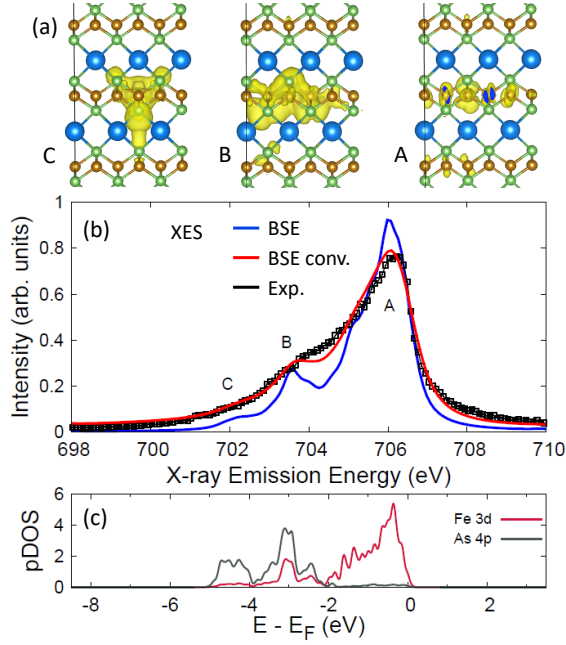 (a)
C B A
(b) XES
BSE
BSE conv.
Exp.
A
B
C
Intensity (arb. units)
1
0.8
0.6
0.4
0.2
0
698 700 702 704 706 708 710
X-ray Emission Energy (eV)
(c)
Fe 3d
As 4p
pDOS
6
4
2
0
-8 -6 -4 -2 0 2
E - E_F (eV)